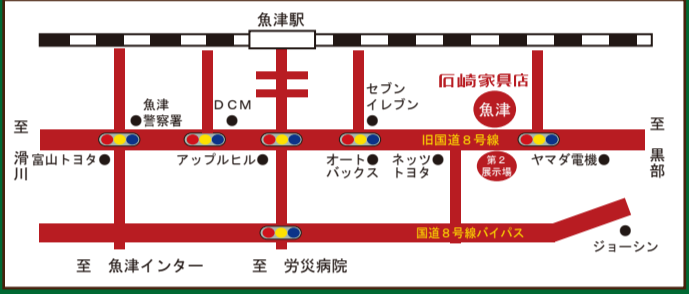 魚津駅
石崎家具店
魚津
セブン
イレブン
魚津
警察署
DCM
至 滑川
旧国道8号線
至 黒部
富山トヨタ
アップルヒル
オート
バックス
ネッツ
トヨタ
第2
展示場
ヤマダ電機
国道8号線バイパス
ジョーシン
至 魚津インター
至 労災病院